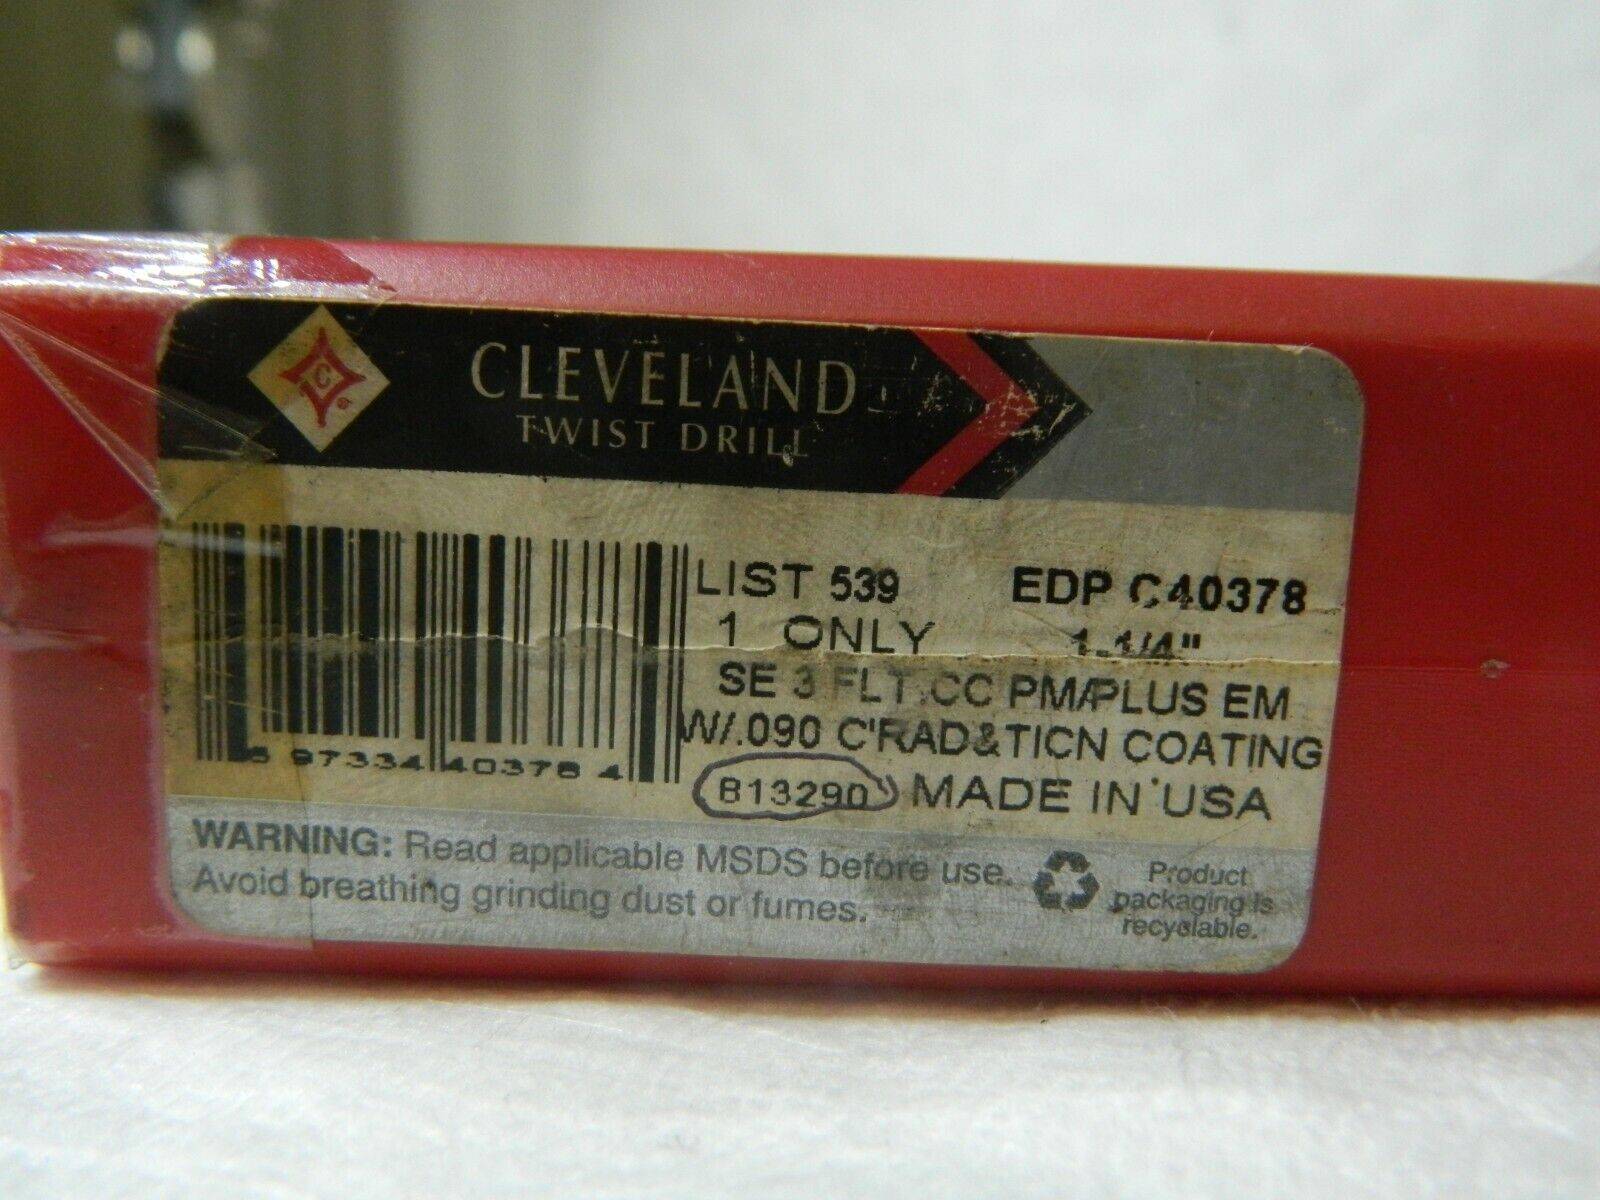 C
CLEVELAND
TWIST DRILL
LIST 539 EDP C40378
1 ONLY 1-1/4"
SE 3 FLT.CC PM/PLUS EM
W/.090 C'RAD&TICN COATING
B13290 MADE IN USA
5 97334 40378 4
WARNING: Read applicable MSDS before use.
Avoid breathing grinding dust or fumes.
Product
packaging is
recyclable.